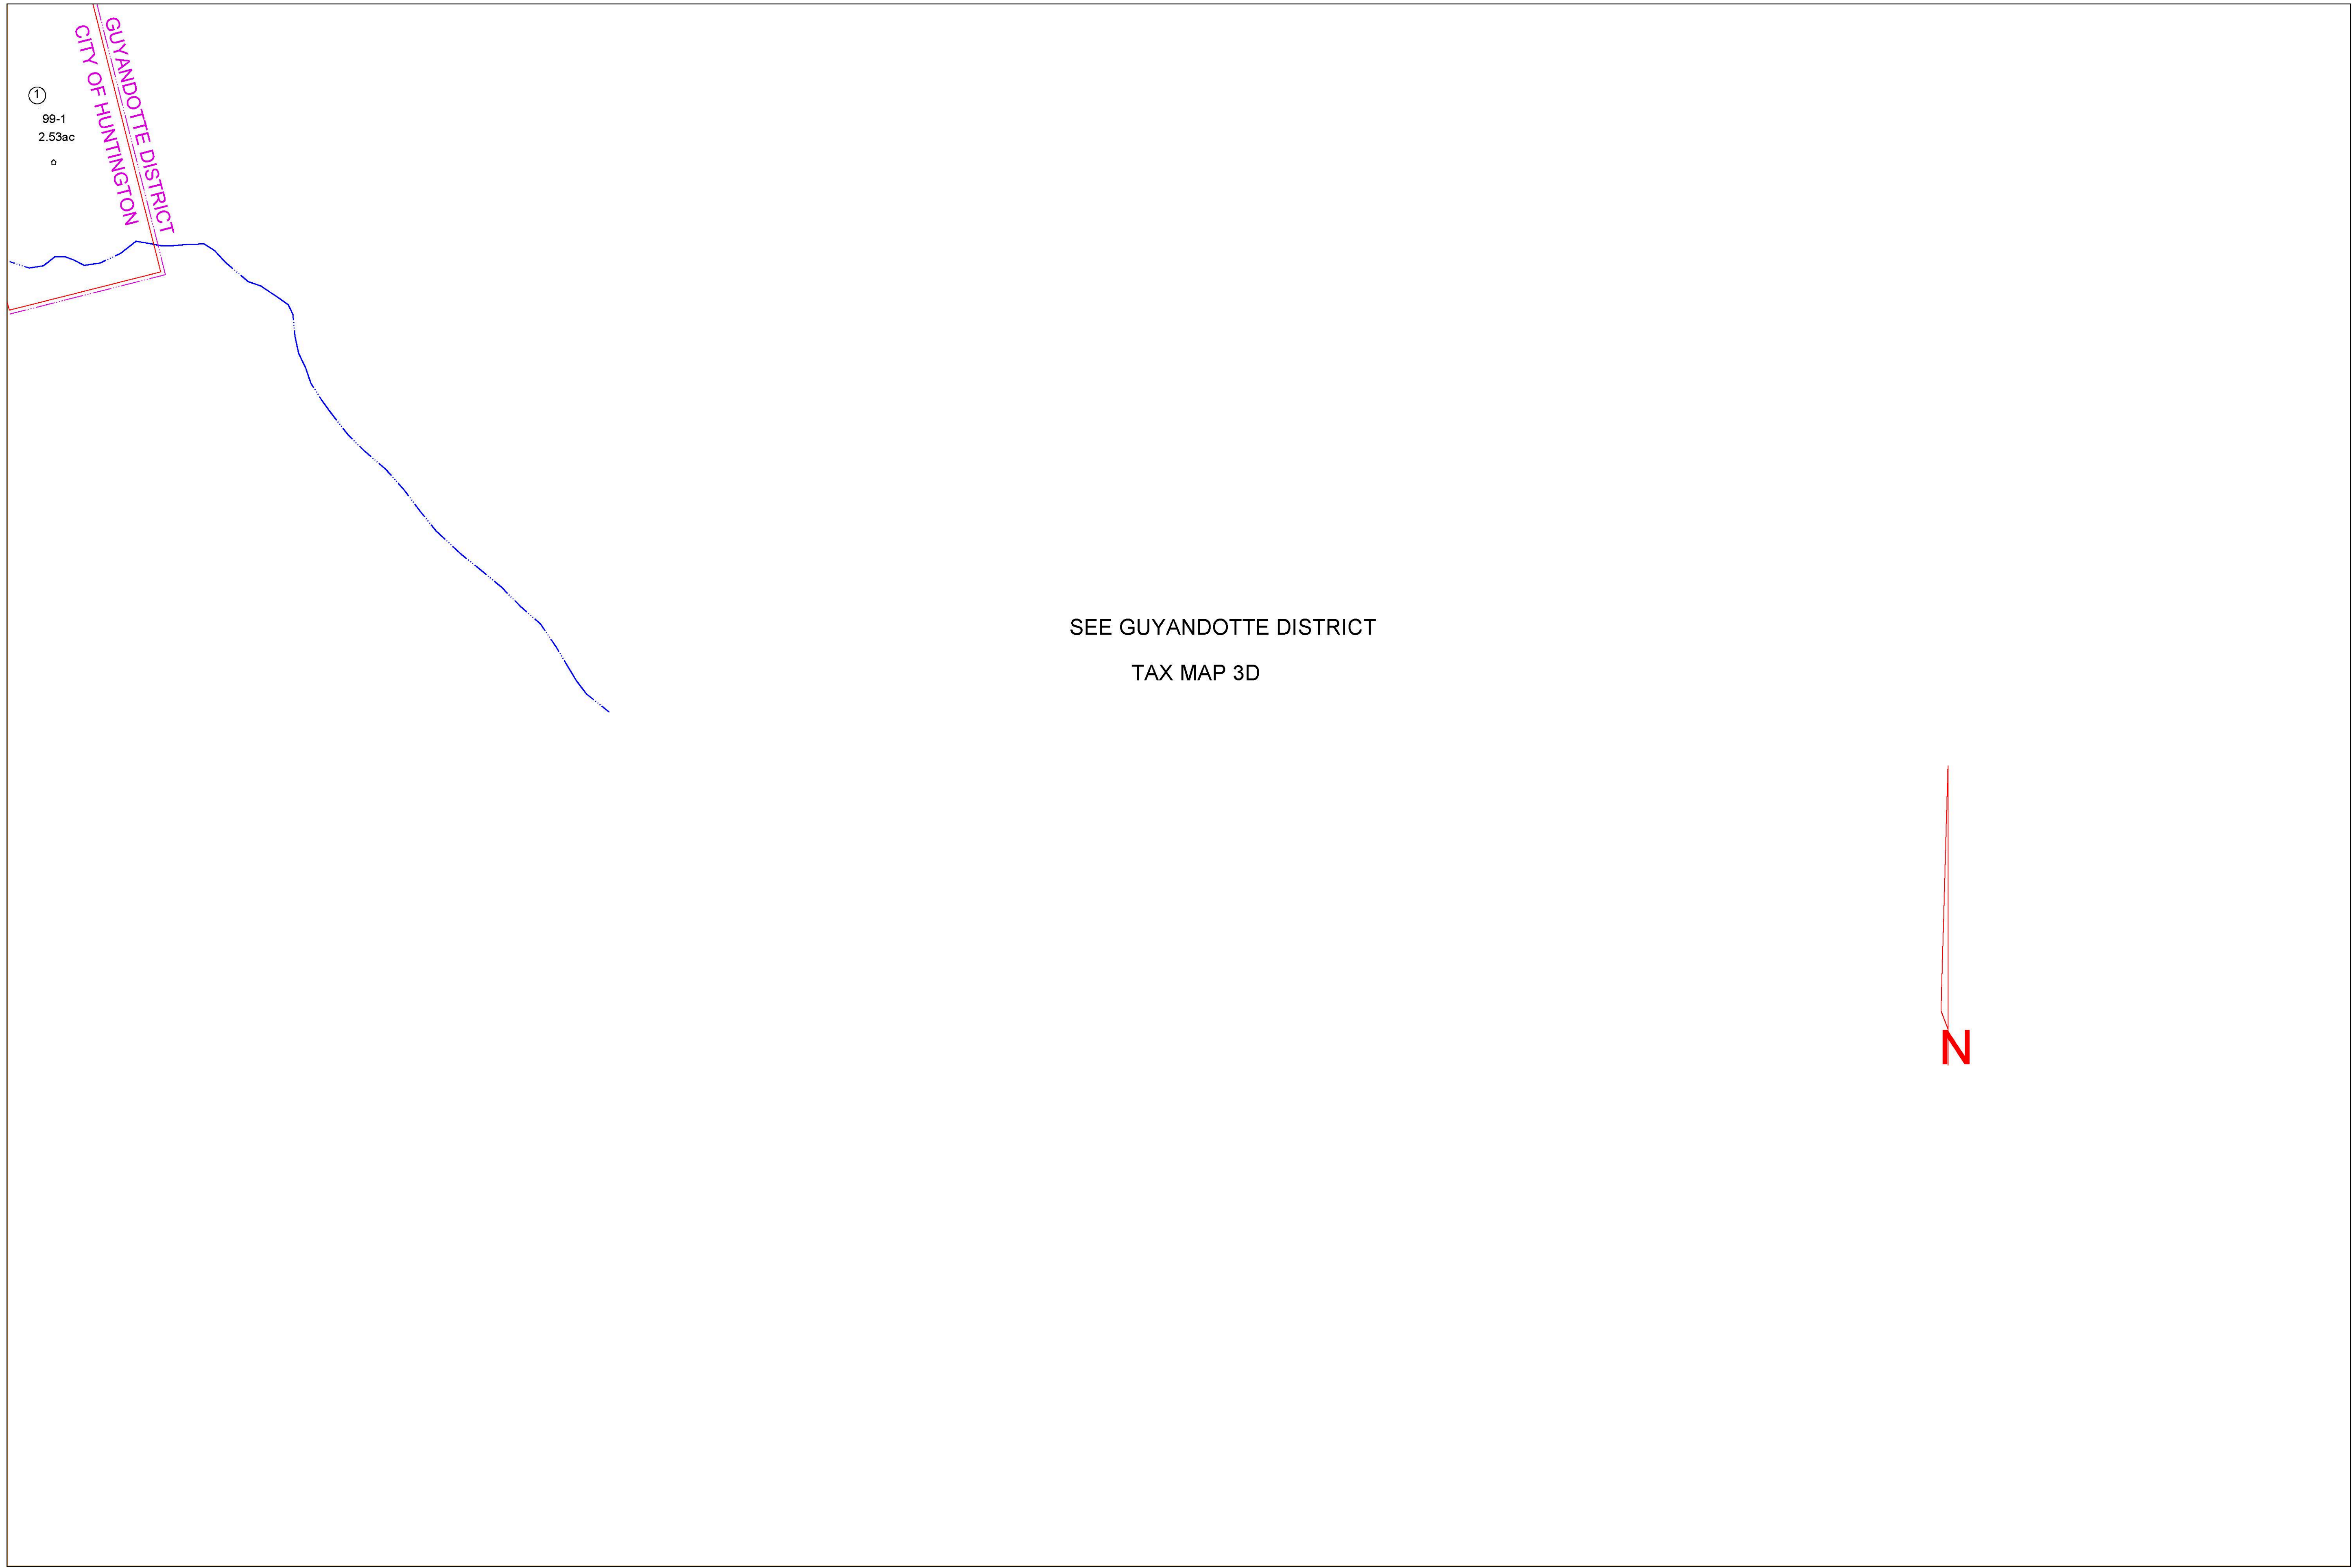 GUYANDOTTE DISTRICT
CITY OF HUNTINGTON
1
99-1
2.53ac
SEE GUYANDOTTE DISTRICT
TAX MAP 3D
N